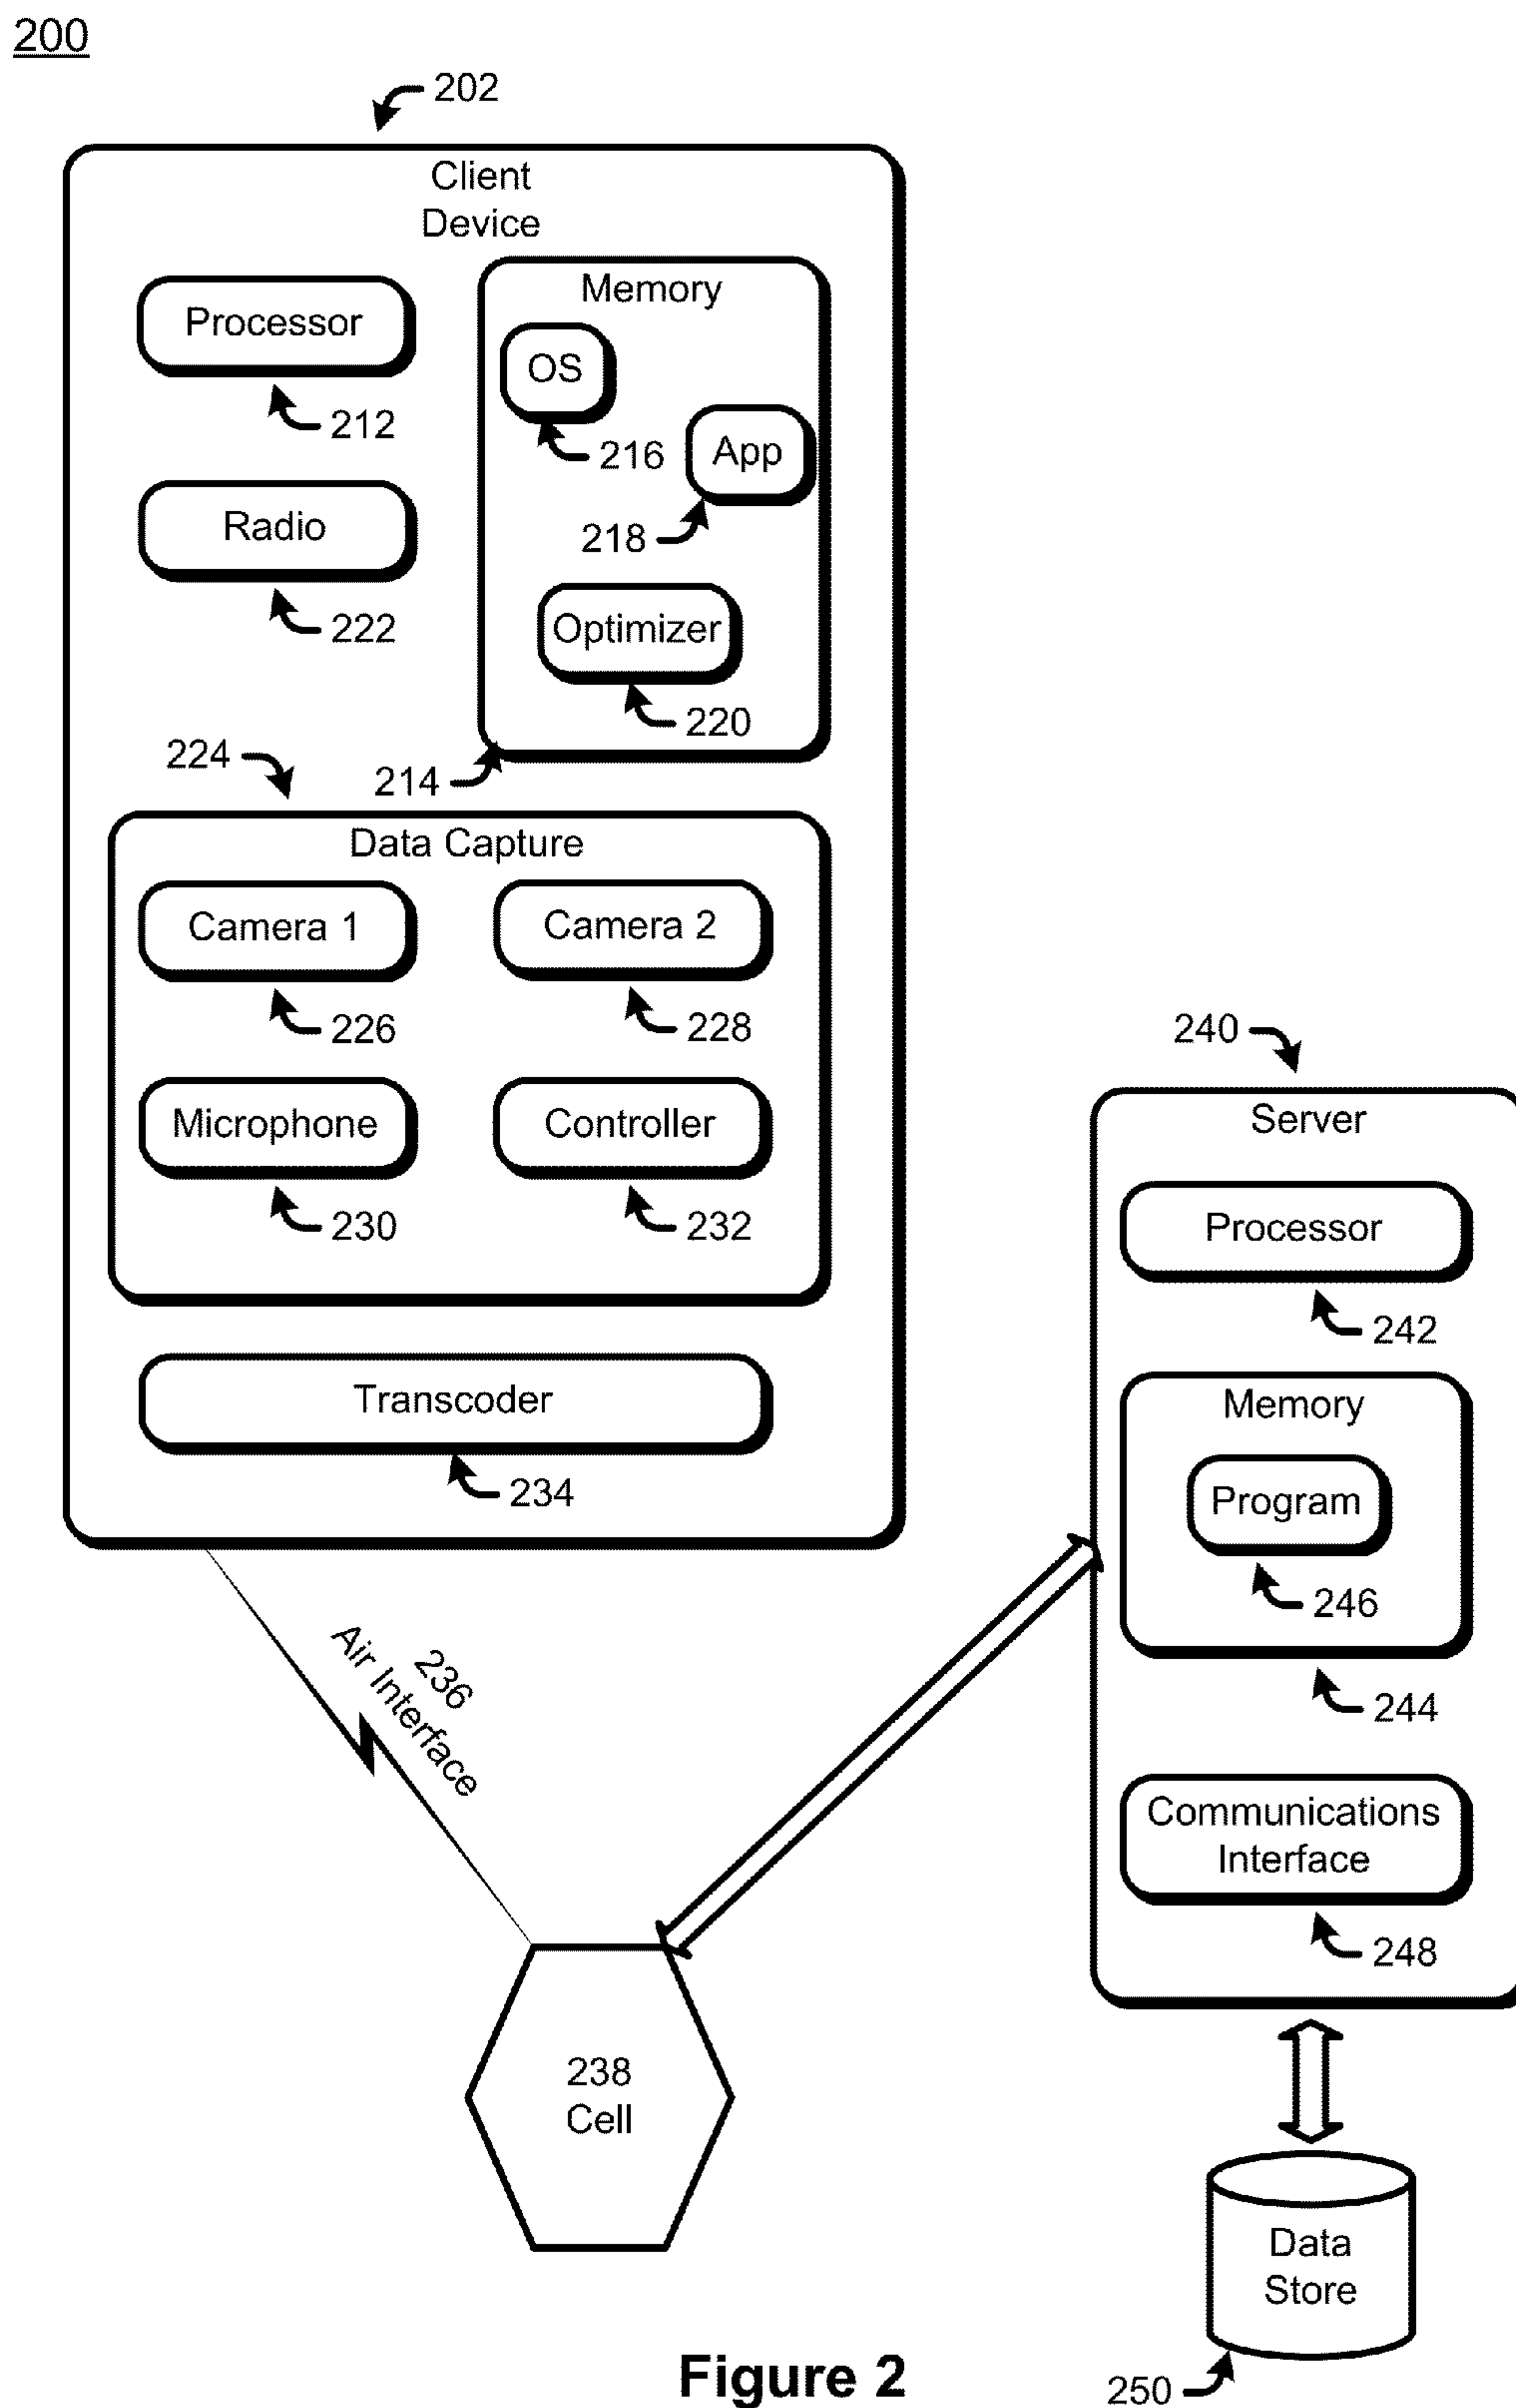 200
202
Client
Device
Processor
212
Memory
OS
216
App
218
Radio
222
Optimizer
220
214
224
Data Capture
Camera 1
226
Camera 2
228
Microphone
230
Controller
232
Transcoder
234
236
Air Interface
238
Cell
240
Server
Processor
242
Memory
Program
246
244
Communications
Interface
248
Data
Store
250
Figure 2